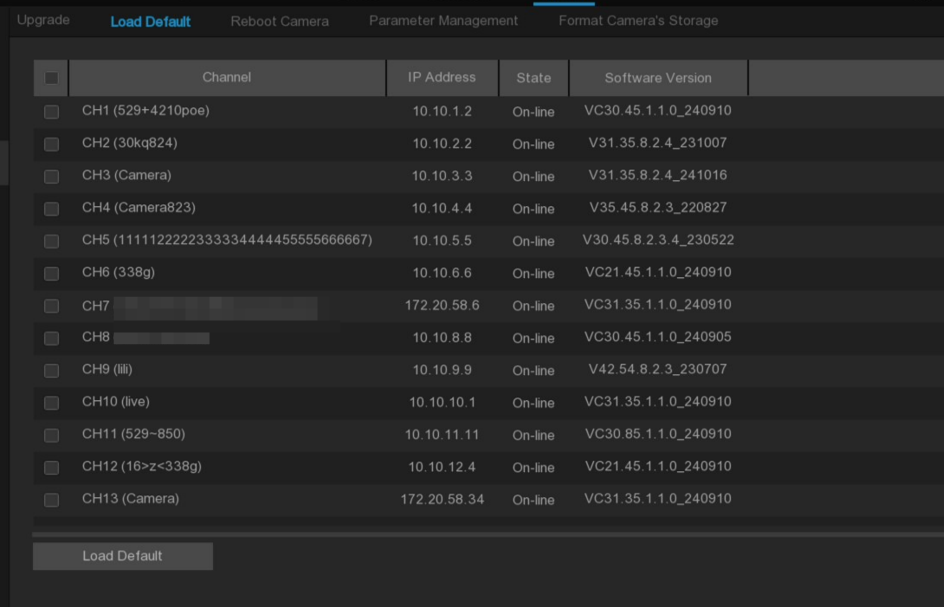 Upgrade Load Default Reboot Camera Parameter Management Format Camera's Storage
Channel IP Address State Software Version
CH1 (529+4210poe) 10.10.1.2 On-line VC30.45.1.1.0_240910
CH2 (30kq824) 10.10.2.2 On-line V31.35.8.2.4_231007
CH3 (Camera) 10.10.3.3 On-line V31.35.8.2.4_241016
CH4 (Camera823) 10.10.4.4 On-line V35.45.8.2.3_220827
CH5 (1111122222333334444455555666667) 10.10.5.5 On-line V30.45.8.2.3.4_230522
CH6 (338g) 10.10.6.6 On-line VC21.45.1.1.0_240910
CH7 172.20.58.6 On-line VC31.35.1.1.0_240910
CH8 10.10.8.8 On-line VC30.45.1.1.0_240905
CH9 (lili) 10.10.9.9 On-line V42.54.8.2.3_230707
CH10 (live) 10.10.10.1 On-line VC31.35.1.1.0_240910
CH11 (529~850) 10.10.11.11 On-line VC30.85.1.1.0_240910
CH12 (16>z<338g) 10.10.12.4 On-line VC21.45.1.1.0_240910
CH13 (Camera) 172.20.58.34 On-line VC31.35.1.1.0_240910
Load Default